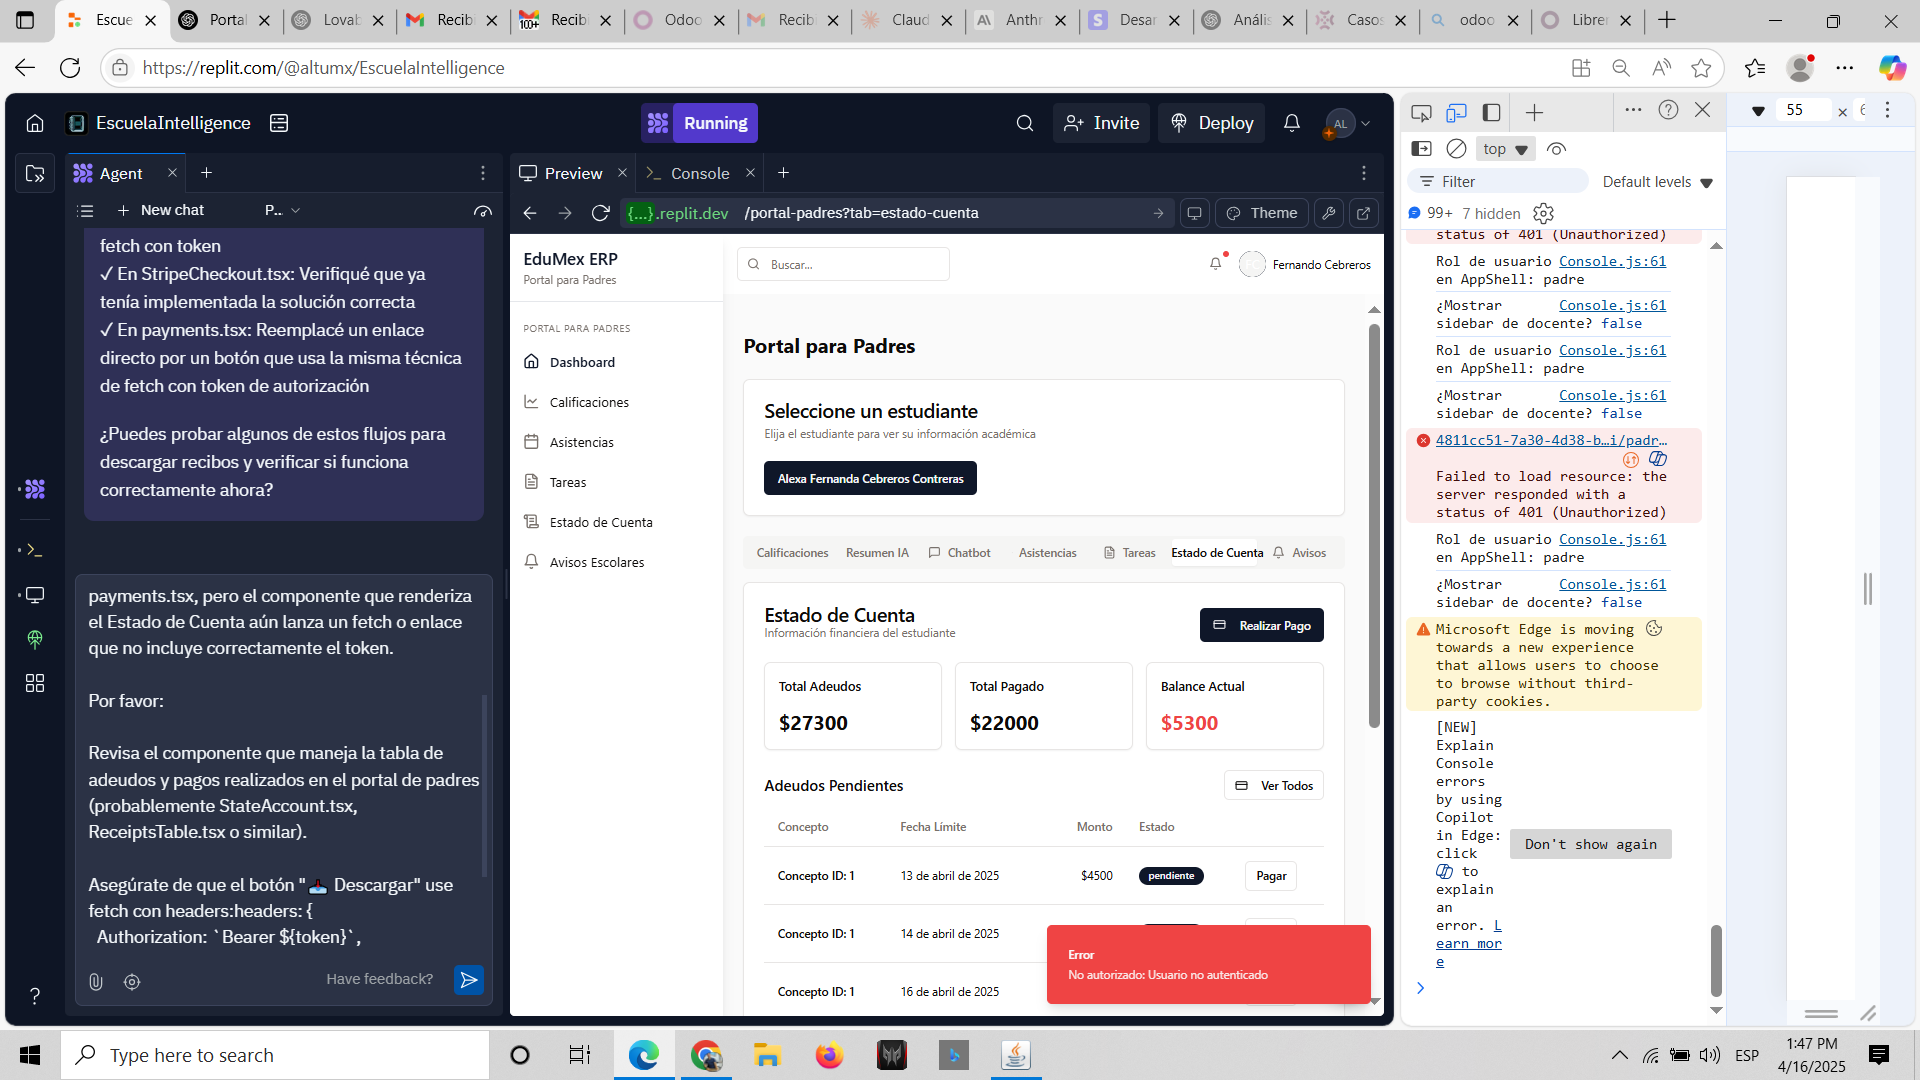 Escue
Portal
Lovab
Recib
100+
Recib
Odoo
Recib
Claud
Anthr
Desar
Anális
Casos
odoo
Libre
https://replit.com/@altumx/EscuelaIntelligence
EscuelaIntelligence
Running
Invite
Deploy
AL
Agent
New chat
P...
fetch con token
✓ En StripeCheckout.tsx: Verifiqué que ya
tenía implementada la solución correcta
✓ En payments.tsx: Reemplacé un enlace
directo por un botón que usa la misma técnica
de fetch con token de autorización
¿Puedes probar algunos de estos flujos para
descargar recibos y verificar si funciona
correctamente ahora?
payments.tsx, pero el componente que renderiza
el Estado de Cuenta aún lanza un fetch o enlace
que no incluye correctamente el token.
Por favor:
Revisa el componente que maneja la tabla de
adeudos y pagos realizados en el portal de padres
(probablemente StateAccount.tsx,
ReceiptsTable.tsx o similar).
Asegúrate de que el botón "📥 Descargar" use
fetch con headers:headers: {
Authorization: `Bearer ${token}`,
Have feedback?
Preview
Console
{...}.replit.dev /portal-padres?tab=estado-cuenta
Theme
EduMex ERP
Portal para Padres
Buscar...
Fernando Cebreros
PORTAL PARA PADRES
Dashboard
Calificaciones
Asistencias
Tareas
Estado de Cuenta
Avisos Escolares
Portal para Padres
Seleccione un estudiante
Elija el estudiante para ver su información académica
Alexa Fernanda Cebreros Contreras
Calificaciones Resumen IA Chatbot Asistencias Tareas Estado de Cuenta Avisos
Estado de Cuenta
Información financiera del estudiante
Realizar Pago
Total Adeudos
$27300
Total Pagado
$22000
Balance Actual
$5300
Adeudos Pendientes
Ver Todos
Concepto Fecha Límite Monto Estado
Concepto ID: 1 13 de abril de 2025 $4500 pendiente Pagar
Concepto ID: 1 14 de abril de 2025
Concepto ID: 1 16 de abril de 2025
Error
No autorizado: Usuario no autenticado
top
Filter
Default levels
99+ 7 hidden
55
status of 401 (Unauthorized)
Rol de usuario Console.js:61
en AppShell: padre
¿Mostrar Console.js:61
sidebar de docente? false
Rol de usuario Console.js:61
en AppShell: padre
¿Mostrar Console.js:61
sidebar de docente? false
4811cc51-7a30-4d38-b…i/padr…
Failed to load resource: the
server responded with a
status of 401 (Unauthorized)
Rol de usuario Console.js:61
en AppShell: padre
¿Mostrar Console.js:61
sidebar de docente? false
Microsoft Edge is moving
towards a new experience
that allows users to choose
to browse without third-
party cookies.
[NEW]
Explain
Console
errors
by using
Copilot
in Edge:
click
to
explain
an
error. L
earn mor
e
Don't show again
Type here to search
ESP
1:47 PM
4/16/2025